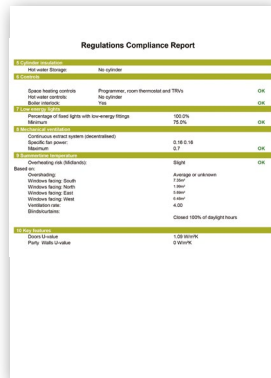 Regulations Compliance Report
5 Cylinder insulation
Hot water Storage: No cylinder
6 Controls
Space heating controls Programmer, room thermostat and TRVs OK
Hot water controls: No cylinder
Boiler interlock: Yes OK
7 Low energy lights
Percentage of fixed lights with low-energy fittings 100.0%
Minimum 75.0% OK
8 Mechanical ventilation
Continuous extract system (decentralised)
Specific fan power: 0.16 0.16
Maximum 0.7 OK
9 Summertime temperature
Overheating risk (Midlands): Slight OK
Based on:
Overshading: Average or unknown
Windows facing: South
Windows facing: North
Windows facing: East
Windows facing: West
Ventilation rate: 4.00
Blinds/curtains:
Closed 100% of daylight hours
10 Key features
Doors U-value 1.09 W/m²K
Party Walls U-value 0 W/m²K